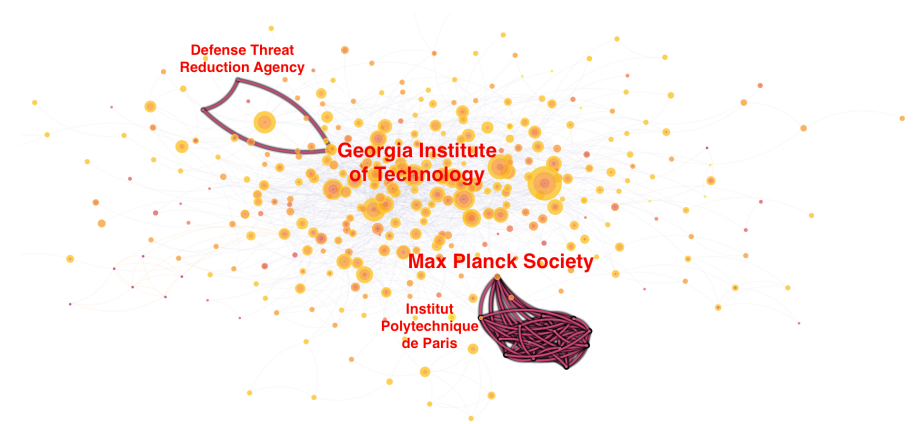 Defense Threat
Reduction Agency
Georgia Institute
of Technology
Max Planck Society
Institut
Polytechnique
de Paris